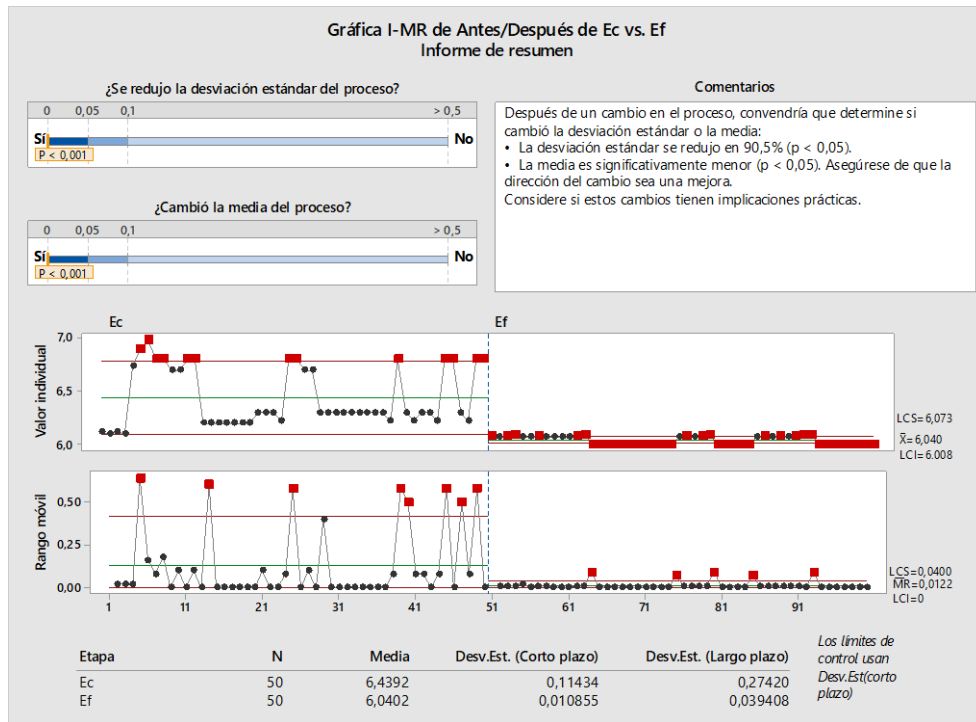 Gráfica I-MR de Antes/Después de Ec vs. Ef
Informe de resumen
¿Se redujo la desviación estándar del proceso?
0 0,05 0,1 > 0,5
Sí No
P < 0,001
¿Cambió la media del proceso?
0 0,05 0,1 > 0,5
Sí No
P < 0,001
Comentarios
Después de un cambio en el proceso, convendría que determine si
cambió la desviación estándar o la media:
• La desviación estándar se redujo en 90,5% (p < 0,05).
• La media es significativamente menor (p < 0,05). Asegúrese de que la
dirección del cambio sea una mejora.
Considere si estos cambios tienen implicaciones prácticas.
Ec Ef
Valor individual
7,0
6,5
6,0
LCS=6,073
X̅=6,040
LCI=6.008
Rango móvil
0,50
0,25
0,00
LCS=0,0400
M̅R̅=0,0122
LCI=0
1 11 21 31 41 51 61 71 81 91
Etapa N Media Desv.Est. (Corto plazo) Desv.Est. (Largo plazo)
Ec 50 6,4392 0,11434 0,27420
Ef 50 6,0402 0,010855 0,039408
Los límites de
control usan
Desv.Est(corto
plazo)